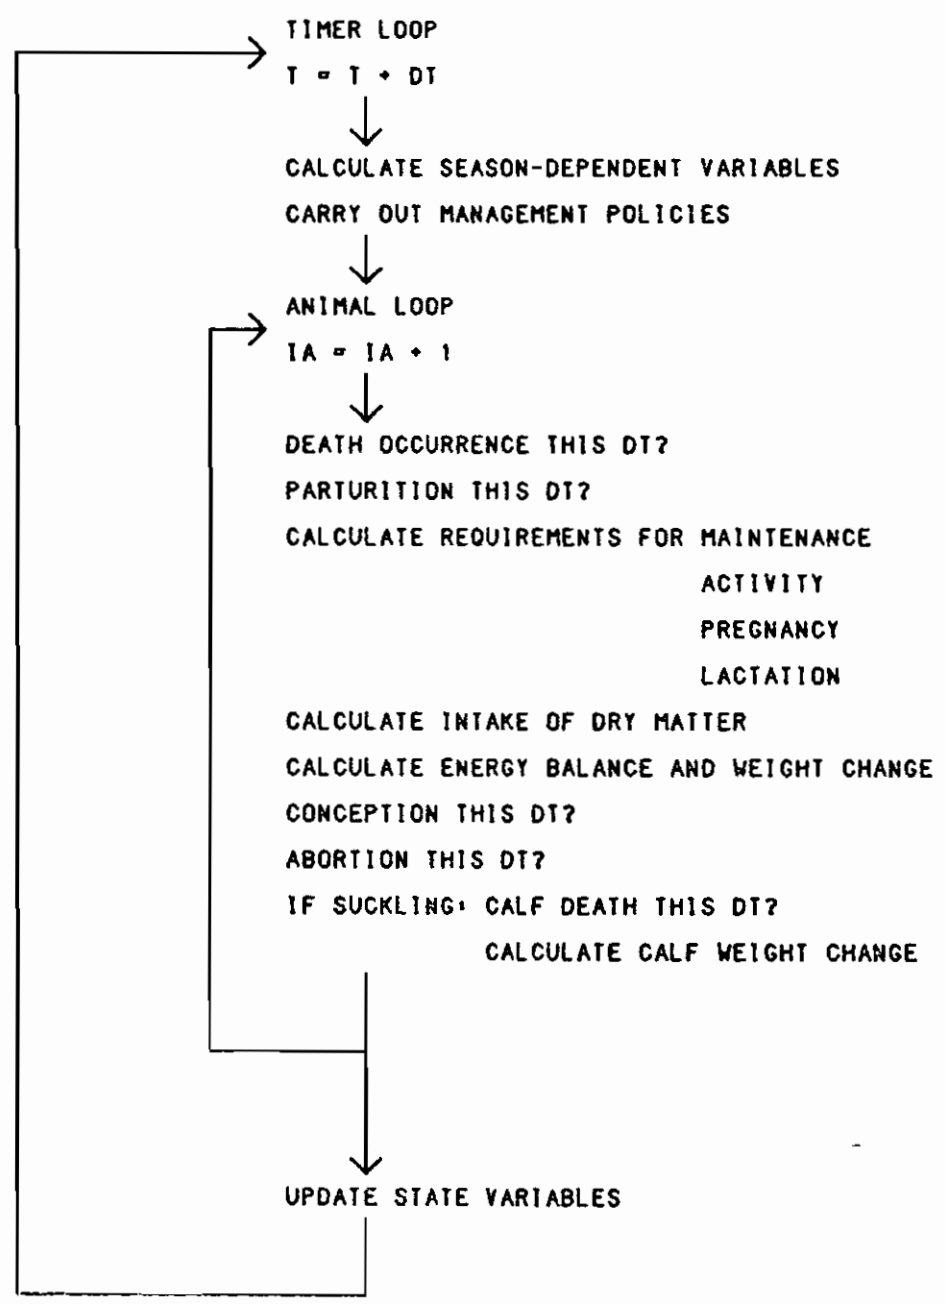 TIMER LOOP
T = T + DT
CALCULATE SEASON-DEPENDENT VARIABLES
CARRY OUT MANAGEMENT POLICIES
ANIMAL LOOP
IA = IA + 1
DEATH OCCURRENCE THIS DT?
PARTURITION THIS DT?
CALCULATE REQUIREMENTS FOR MAINTENANCE
ACTIVITY
PREGNANCY
LACTATION
CALCULATE INTAKE OF DRY MATTER
CALCULATE ENERGY BALANCE AND WEIGHT CHANGE
CONCEPTION THIS DT?
ABORTION THIS DT?
IF SUCKLING: CALF DEATH THIS DT?
CALCULATE CALF WEIGHT CHANGE
UPDATE STATE VARIABLES